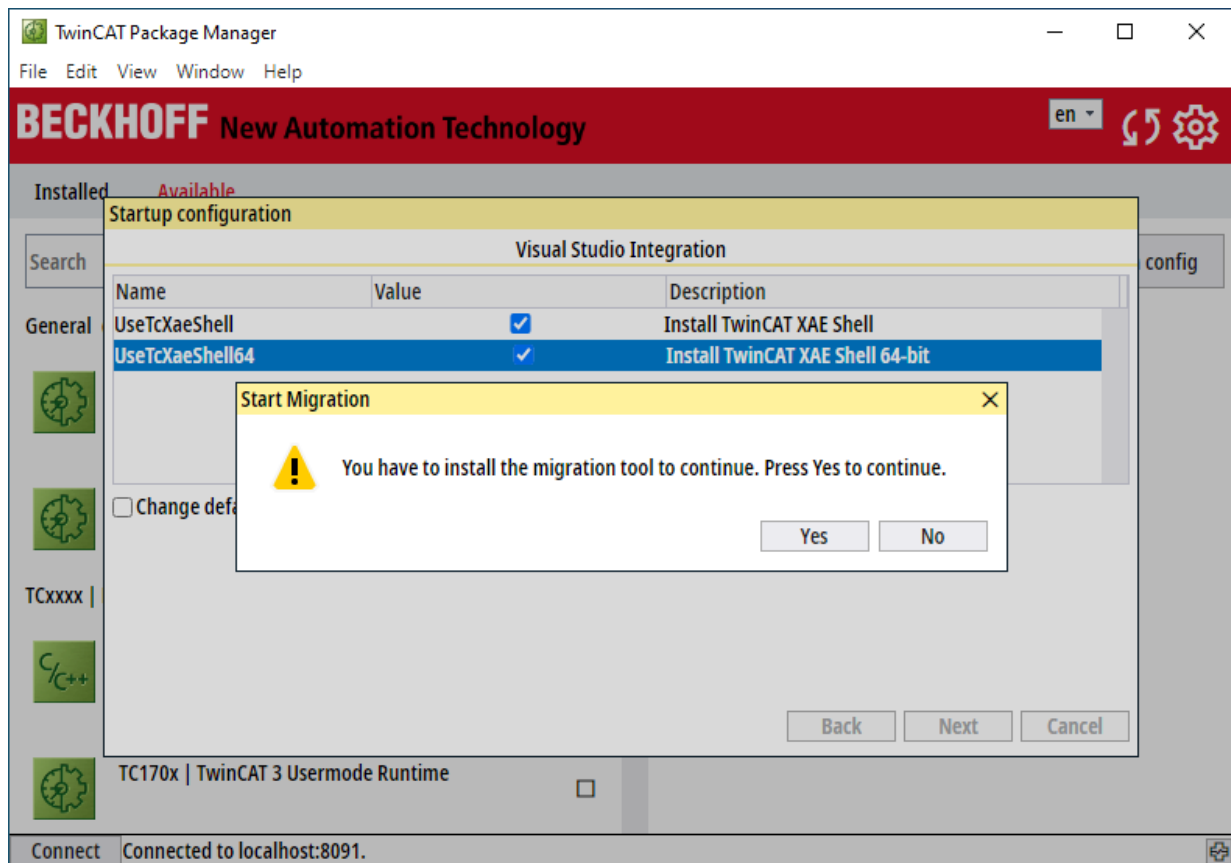 TwinCAT Package Manager
File Edit View Window Help
BECKHOFF New Automation Technology
en
Installed Available
Startup configuration
Visual Studio Integration
Search
config
Name Value Description
General
UseTcXaeShell Install TwinCAT XAE Shell
UseTcXaeShell64 Install TwinCAT XAE Shell 64-bit
Start Migration
You have to install the migration tool to continue. Press Yes to continue.
Change defa
Yes No
TCxxxx |
C/C++
Back Next Cancel
TC170x | TwinCAT 3 Usermode Runtime
Connect Connected to localhost:8091.